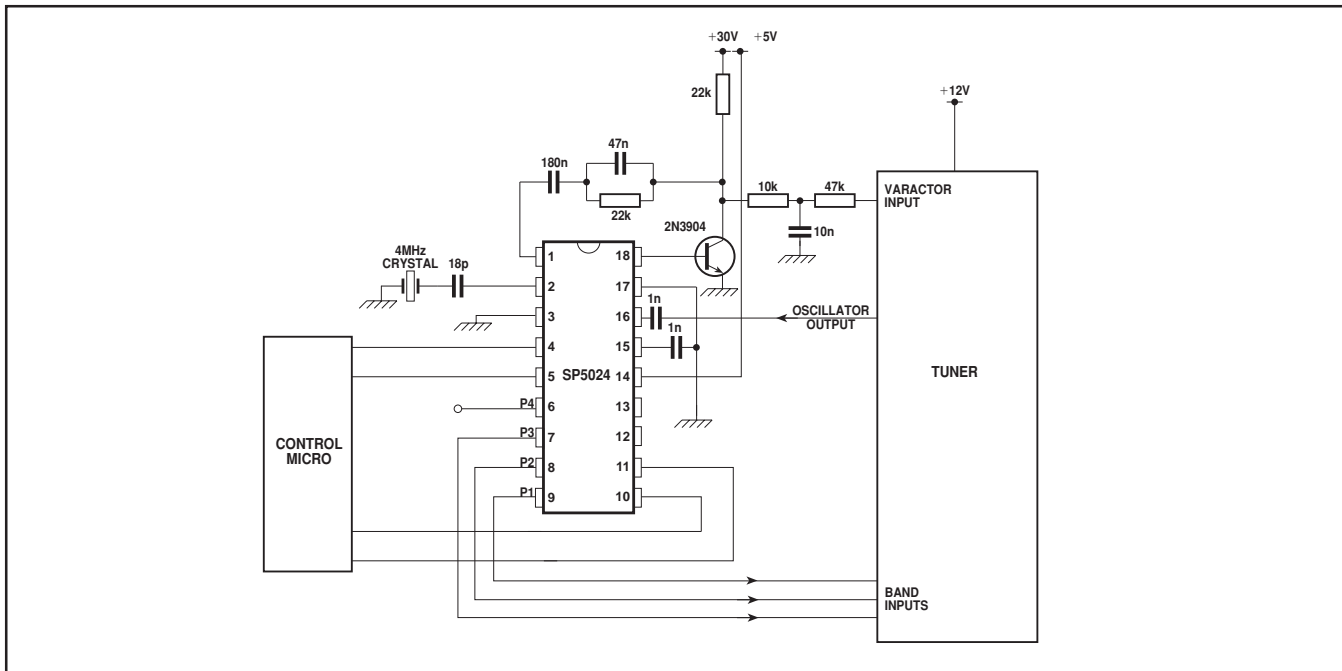 +30V
+5V
22k
+12V
47n
180n
22k
10k
47k
VARACTOR
INPUT
10n
2N3904
4MHz
CRYSTAL
18p
1
2
3
4
5
6
7
8
9
18
17
16
15
14
13
12
11
10
SP5024
1n
1n
OSCILLATOR
OUTPUT
TUNER
P4
P3
P2
P1
CONTROL
MICRO
BAND
INPUTS